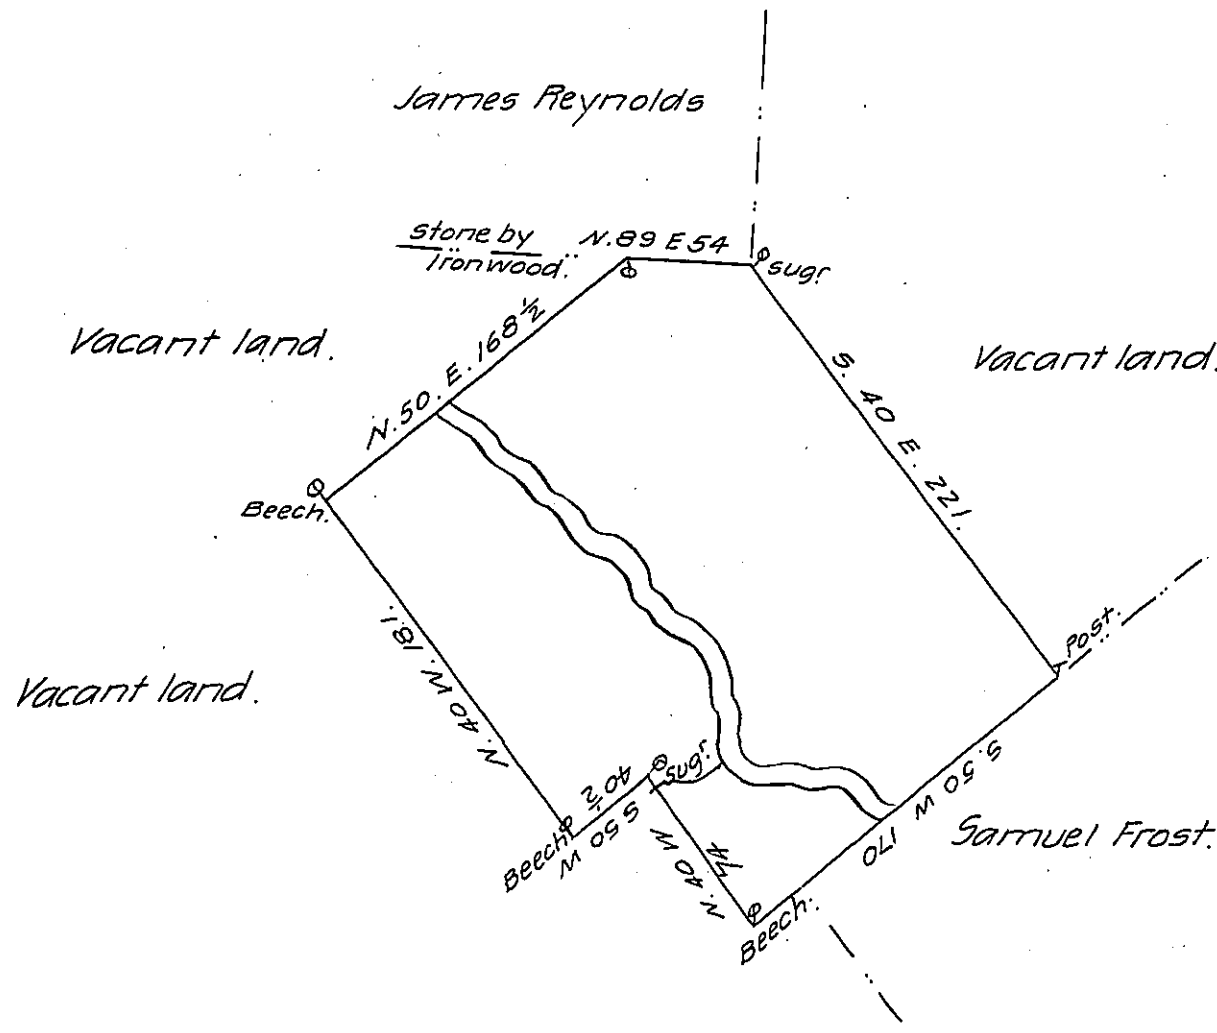 James Reynolds
stone by
Ironwood.
N. 89 E 54
sugr
Vacant land.
N. 50. E. 168½
Vacant land.
S. 40 E. 221.
Beech.
Post.
N. 40 W. 181.
Vacant land.
sugr.
S 50 W
40½
Beech
N. 40 W
74
S. 50 W 170
Samuel Frost.
Beech.